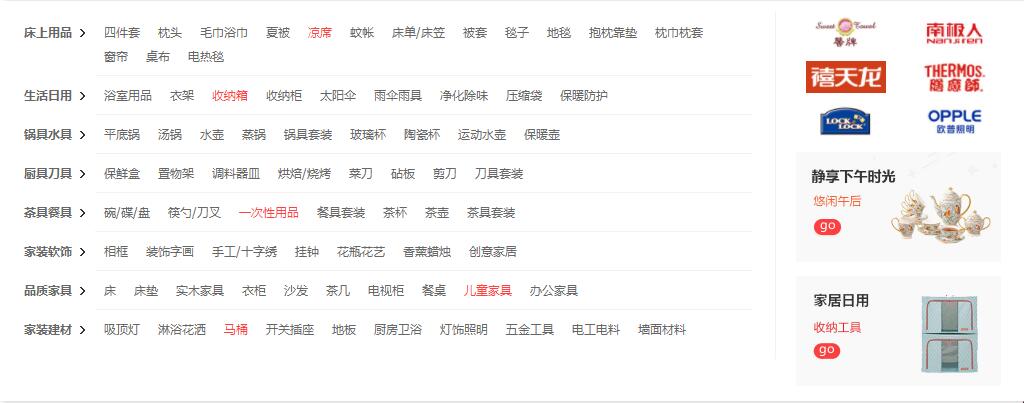 床上用品 > 四件套 枕头 毛巾浴巾 夏被 凉席 蚊帐 床单/床笠 被套 毯子 地毯 抱枕靠垫 枕巾枕套
窗帘 桌布 电热毯
生活日用 > 浴室用品 衣架 收纳箱 收纳柜 太阳伞 雨伞雨具 净化除味 压缩袋 保暖防护
锅具水具 > 平底锅 汤锅 水壶 蒸锅 锅具套装 玻璃杯 陶瓷杯 运动水壶 保暖壶
厨具刀具 > 保鲜盒 置物架 调料器皿 烘焙/烧烤 菜刀 砧板 剪刀 刀具套装
茶具餐具 > 碗/碟/盘 筷勺/刀叉 一次性用品 餐具套装 茶杯 茶壶 茶具套装
家装软饰 > 相框 装饰字画 手工/十字绣 挂钟 花瓶花艺 香薰蜡烛 创意家居
品质家具 > 床 床垫 实木家具 衣柜 沙发 茶几 电视柜 餐桌 儿童家具 办公家具
家装建材 > 吸顶灯 淋浴花洒 马桶 开关插座 地板 厨房卫浴 灯饰照明 五金工具 电工电料 墙面材料
Sweet Towel
馨牌
南极人
NanJiren
禧天龙
THERMOS.
膳魔師.
LOCK&LOCK
OPPLE
欧普照明
静享下午时光
悠闲午后
go
家居日用
收纳工具
go